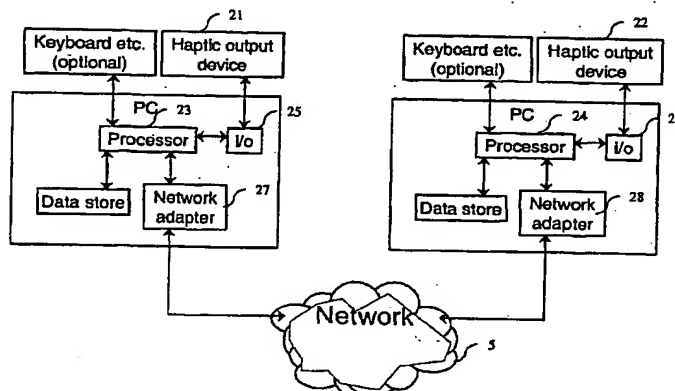 21
Keyboard etc.
(optional)
Haptic output
device
PC
23
Processor
25
i/o
Data store
Network
adapter
27
22
Keyboard etc.
(optional)
Haptic output
device
PC
24
Processor
i/o
2
Data store
Network
adapter
28
Network
5